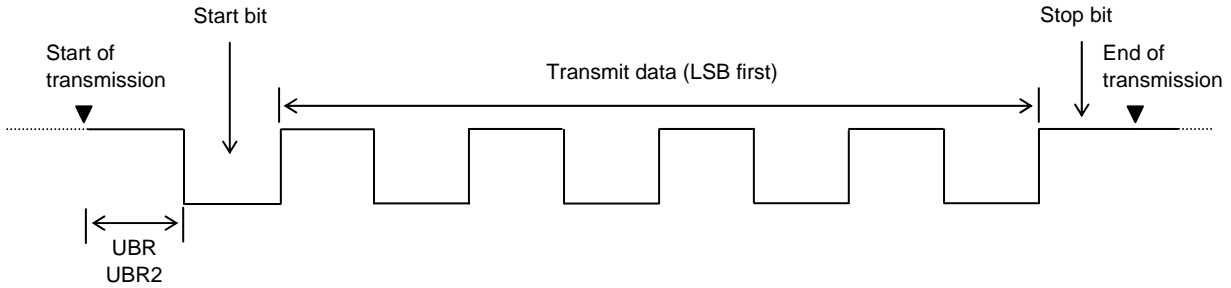 Start bit
Stop bit
Start of
transmission
End of
transmission
Transmit data (LSB first)
UBR
UBR2